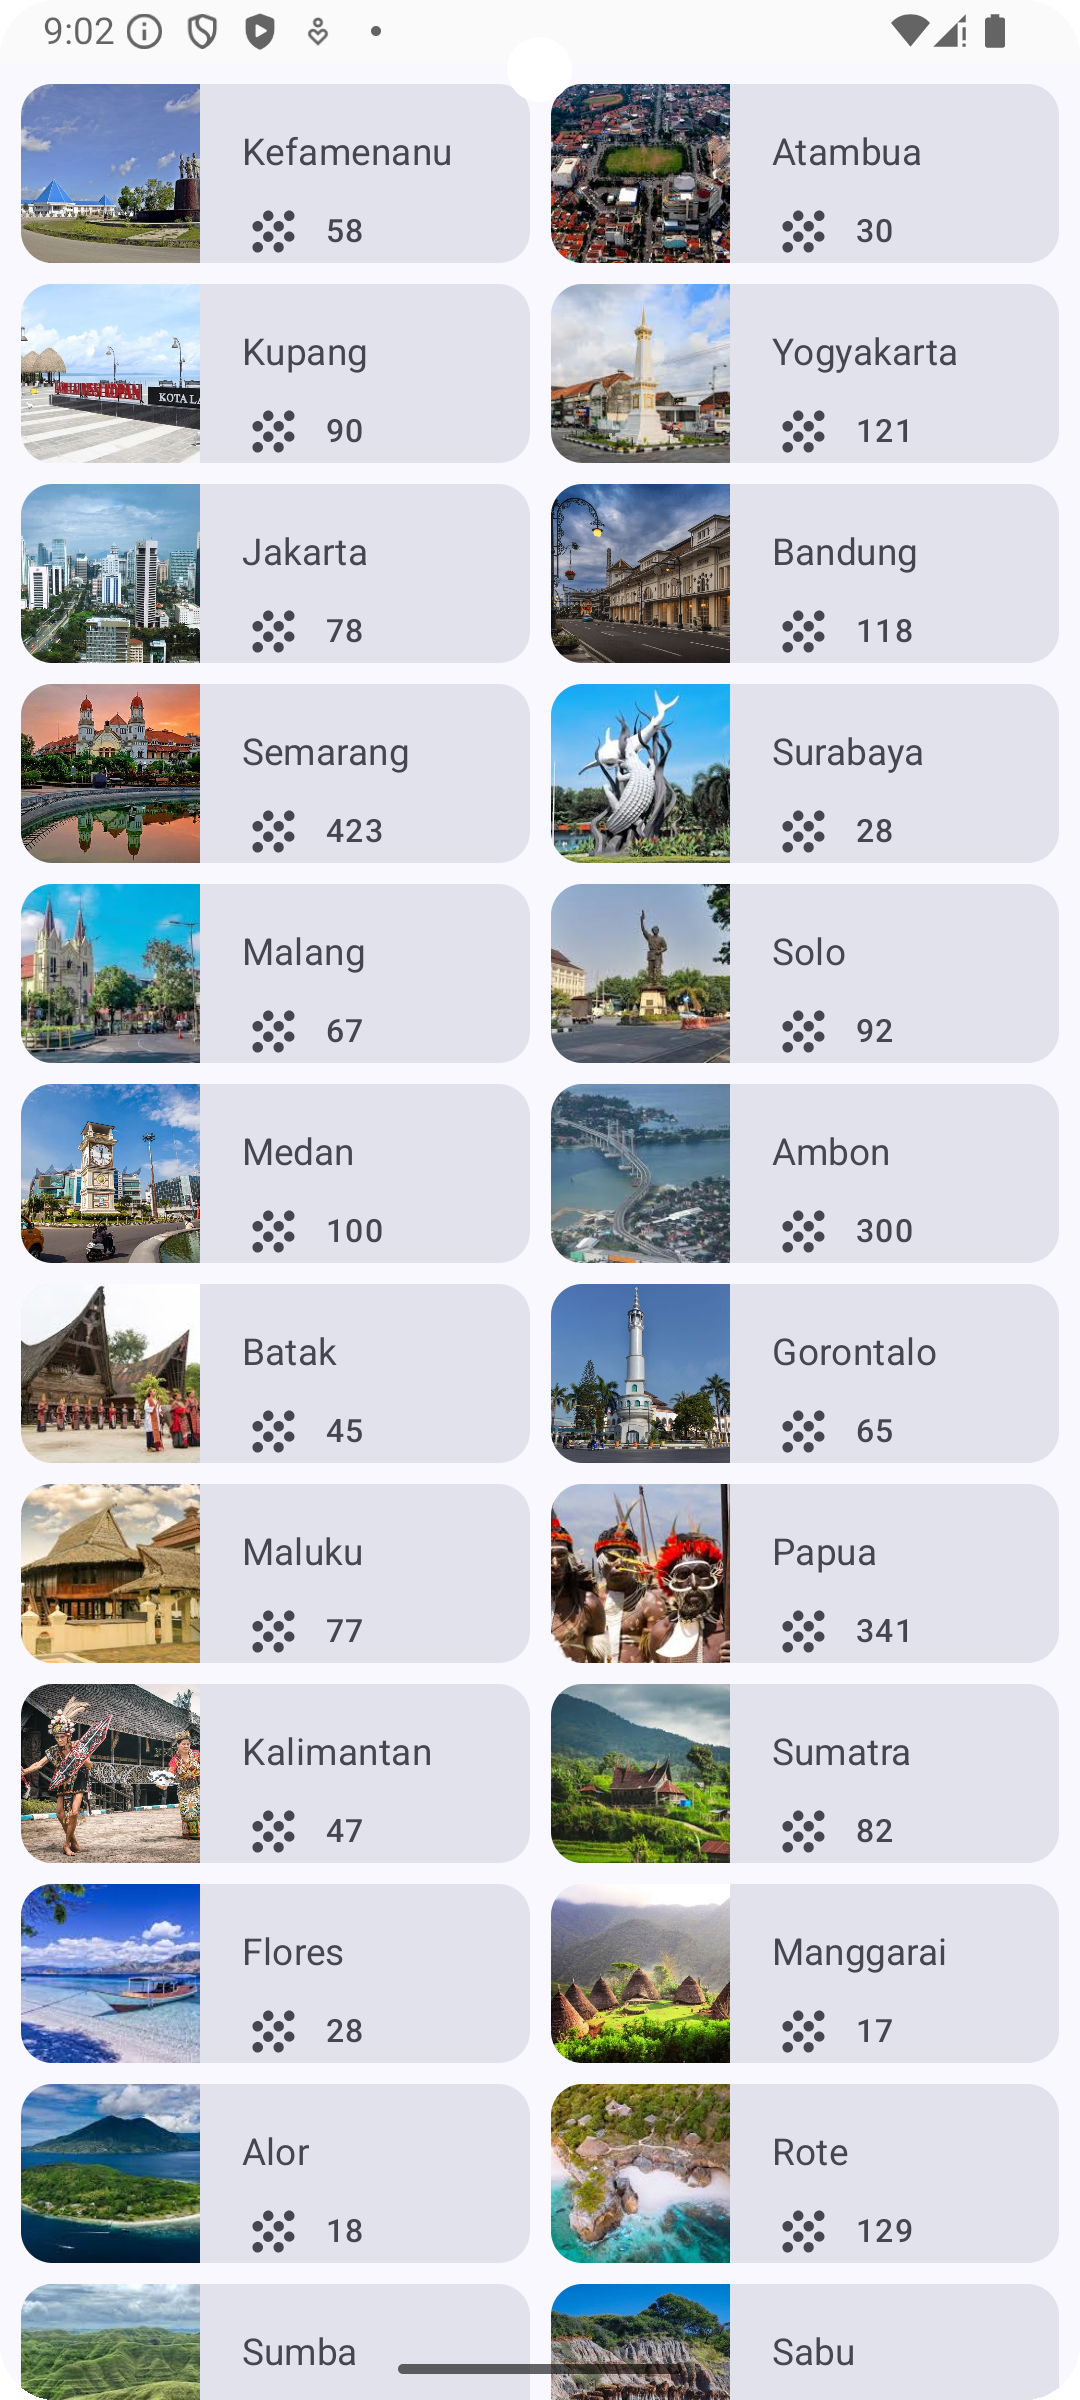 9:02
Kefamenanu
58
Atambua
30
Kupang
90
Yogyakarta
121
Jakarta
78
Bandung
118
Semarang
423
Surabaya
28
Malang
67
Solo
92
Medan
100
Ambon
300
Batak
45
Gorontalo
65
Maluku
77
Papua
341
Kalimantan
47
Sumatra
82
Flores
28
Manggarai
17
Alor
18
Rote
129
Sumba
Sabu